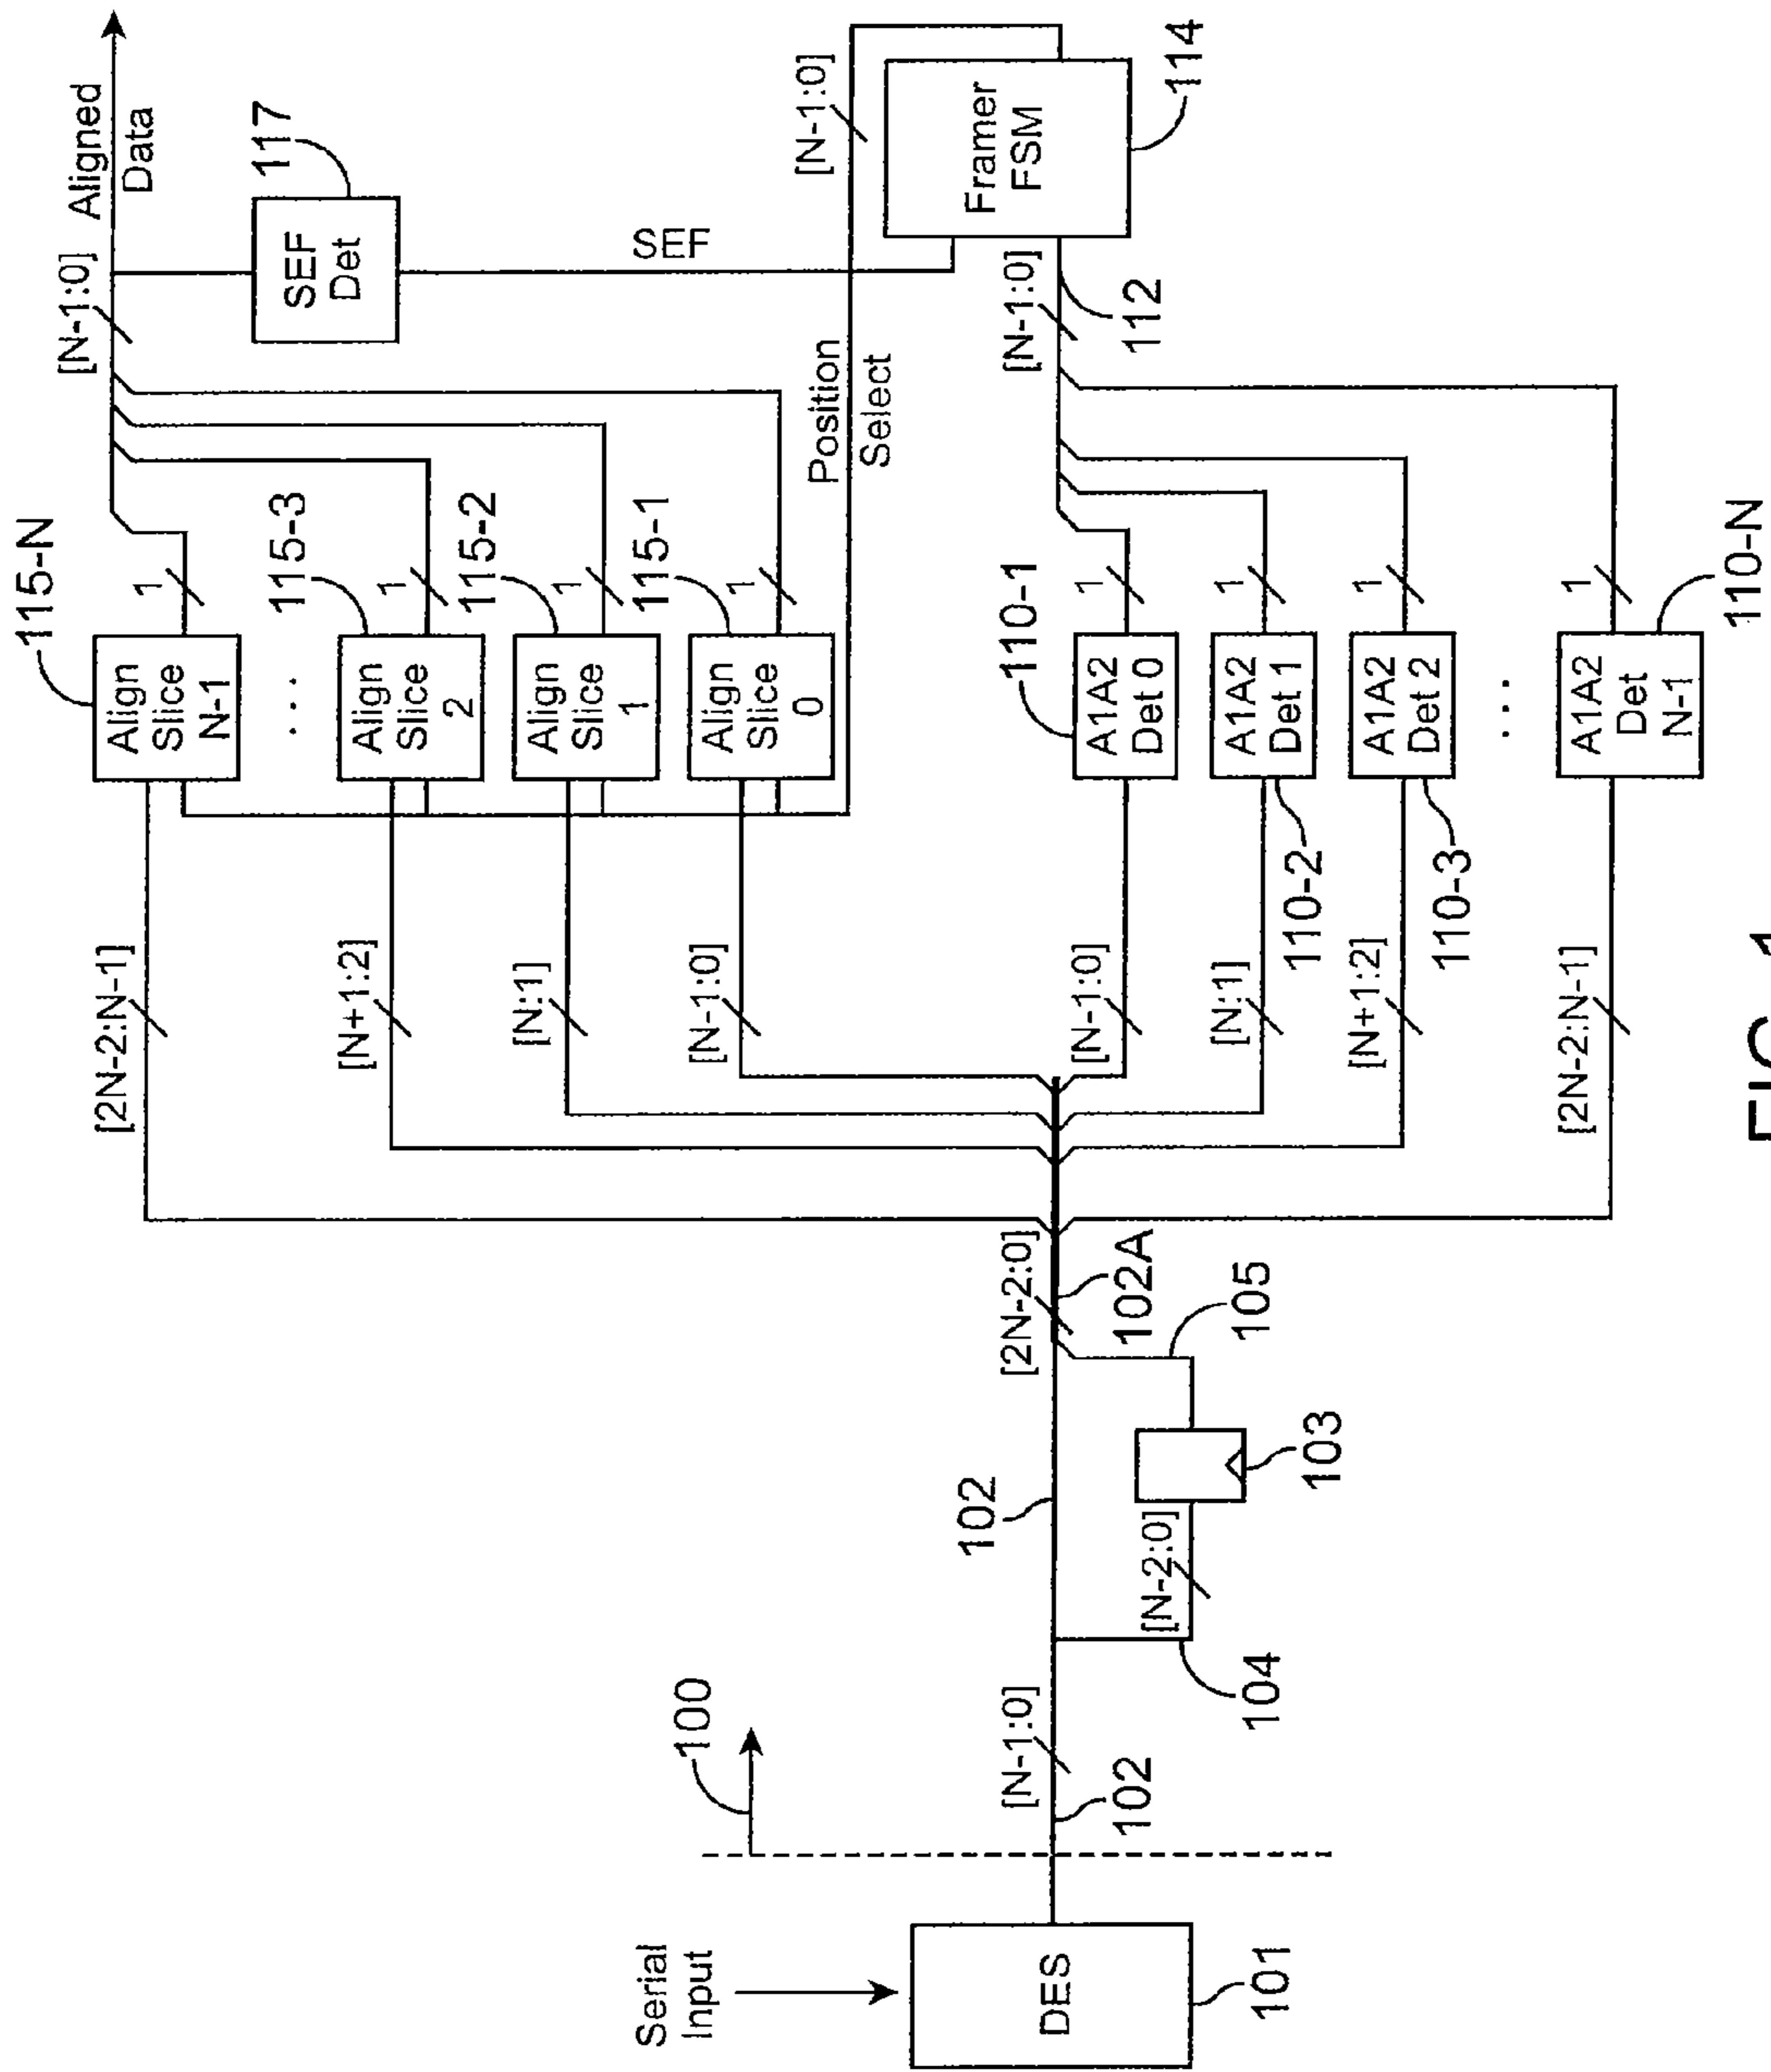 Serial
Input
DES
101
100
102
[N-1:0]
104
[N-2:0]
103
105
102
[2N-2:0]
102A
[2N-2:N-1]
[N+1:2]
[N:1]
[N-1:0]
[N-1:0]
[N:1]
[N+1:2]
[2N-2:N-1]
115-N
Align
Slice
N-1
1
. . .
115-3
Align
Slice
2
1
115-2
Align
Slice
1
1
115-1
Align
Slice
0
1
110-1
A1A2
Det 0
1
110-2
A1A2
Det 1
1
110-3
A1A2
Det 2
1
. . .
A1A2
Det
N-1
1
110-N
Position
Select
[N-1:0]
Aligned
Data
SEF
Det
117
SEF
[N-1:0]
112
[N-1:0]
Framer
FSM
114
FIG. 1